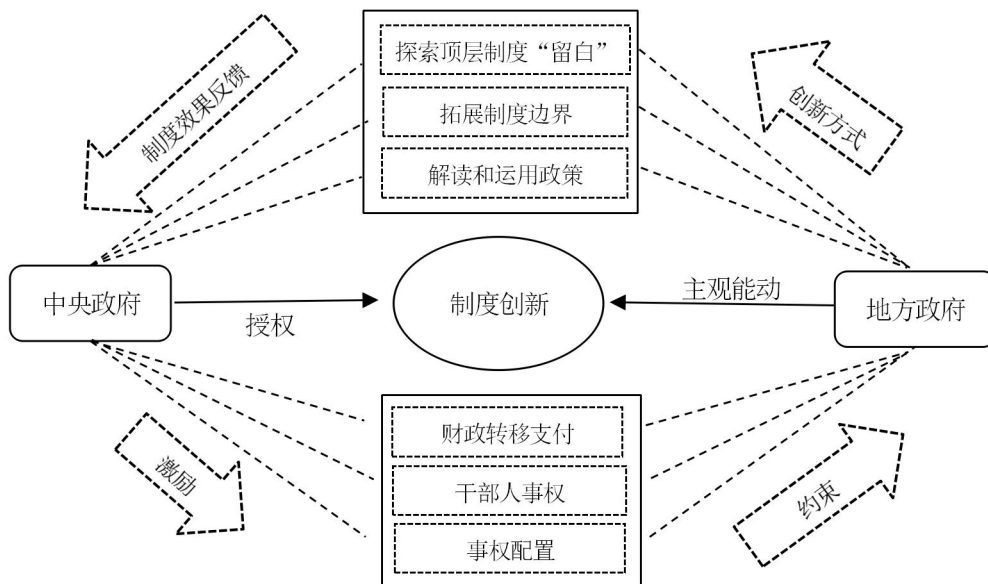 探索顶层制度“留白”
拓展制度边界
解读和运用政策
制度效果反馈
创新方式
中央政府
授权
制度创新
主观能动
地方政府
财政转移支付
干部人事权
事权配置
激励
约束